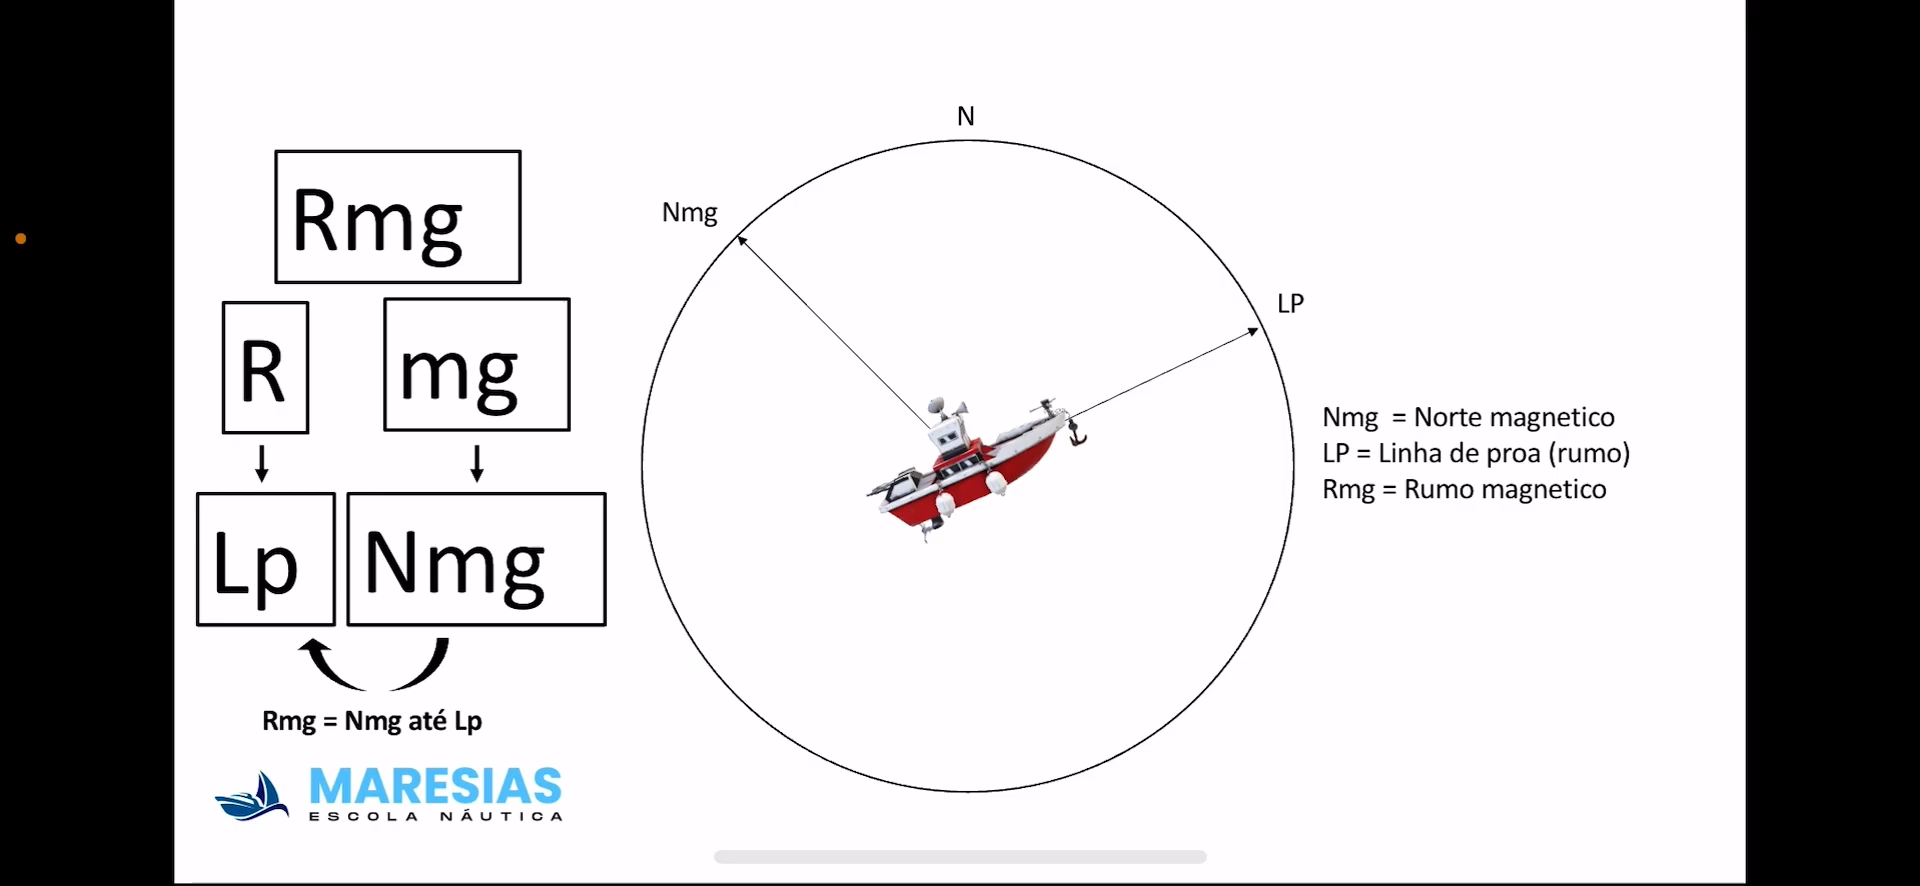 Rmg
R
mg
Lp
Nmg
Rmg = Nmg até Lp
MARESIAS
ESCOLA NÁUTICA
N
Nmg
LP
Nmg = Norte magnetico
LP = Linha de proa (rumo)
Rmg = Rumo magnetico